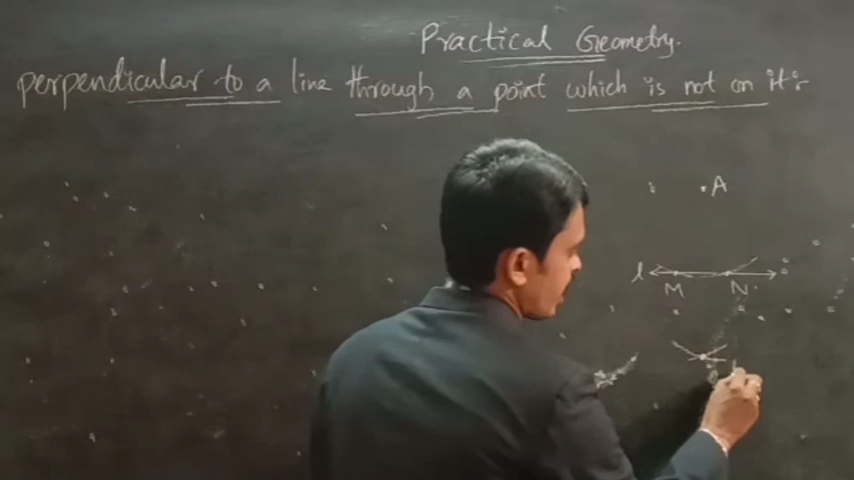 Practical Geometry.
perpendicular to a line through a point which is not on it:
A
l
M N